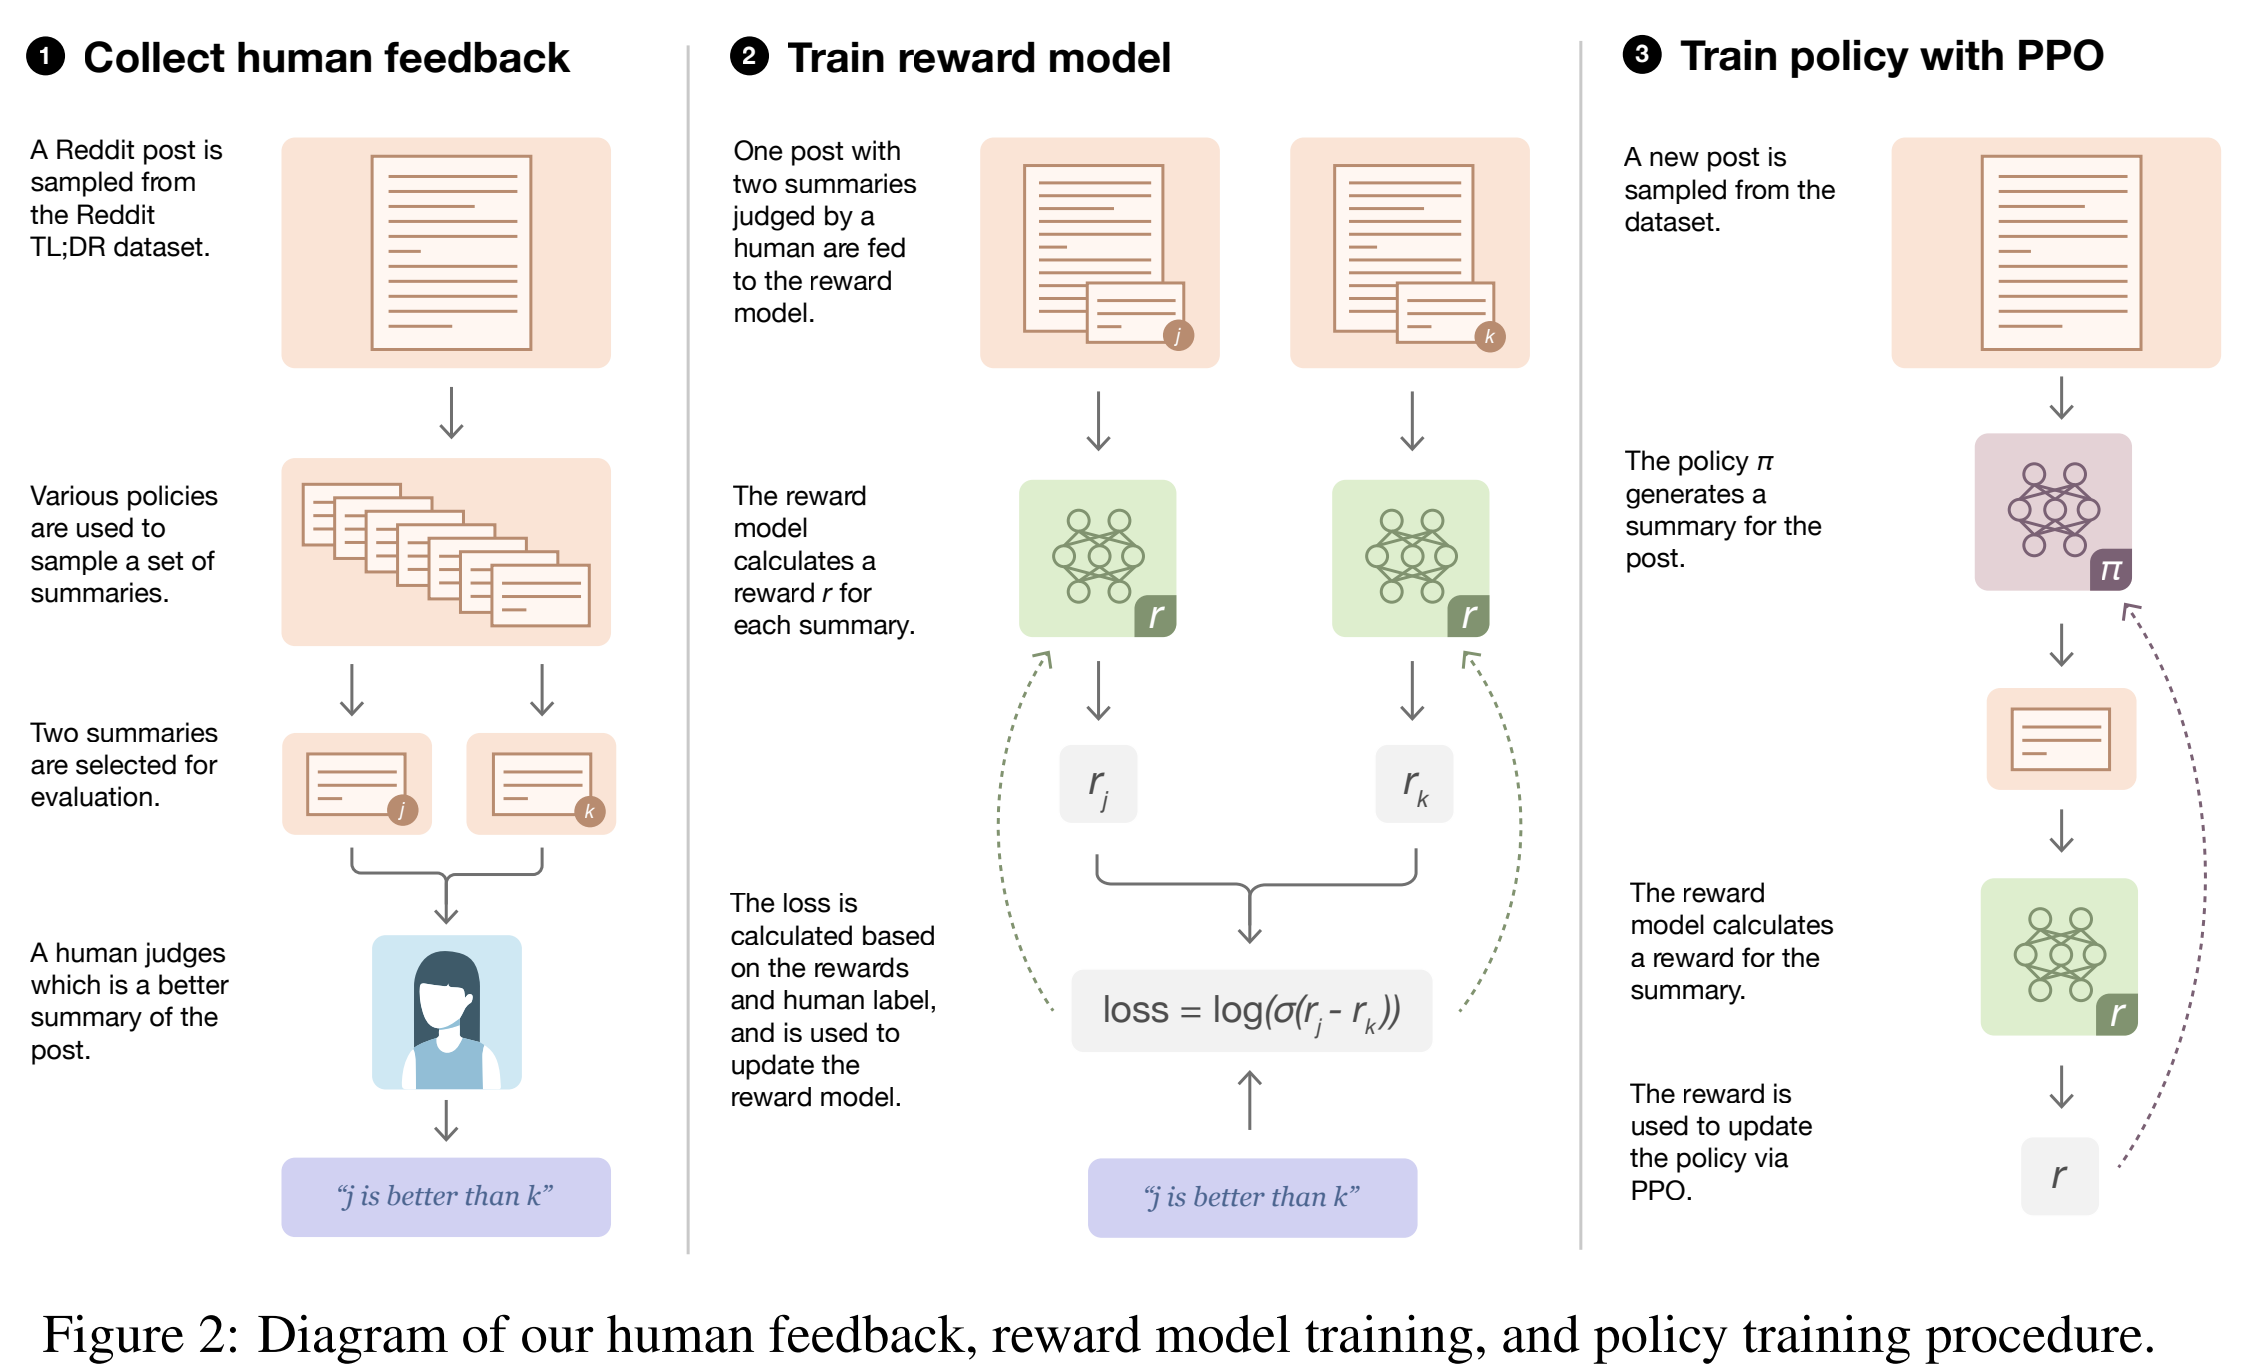 1 Collect human feedback
A Reddit post is
sampled from
the Reddit
TL;DR dataset.
Various policies
are used to
sample a set of
summaries.
Two summaries
are selected for
evaluation.
j
k
A human judges
which is a better
summary of the
post.
“j is better than k”
2 Train reward model
One post with
two summaries
judged by a
human are fed
to the reward
model.
j
k
The reward
model
calculates a
reward r for
each summary.
r
r
r_j
r_k
The loss is
calculated based
on the rewards
and human label,
and is used to
update the
reward model.
loss = log(σ(r_j - r_k))
“j is better than k”
3 Train policy with PPO
A new post is
sampled from the
dataset.
The policy π
generates a
summary for the
post.
π
The reward
model calculates
a reward for the
summary.
r
The reward is
used to update
the policy via
PPO.
r
Figure 2: Diagram of our human feedback, reward model training, and policy training procedure.